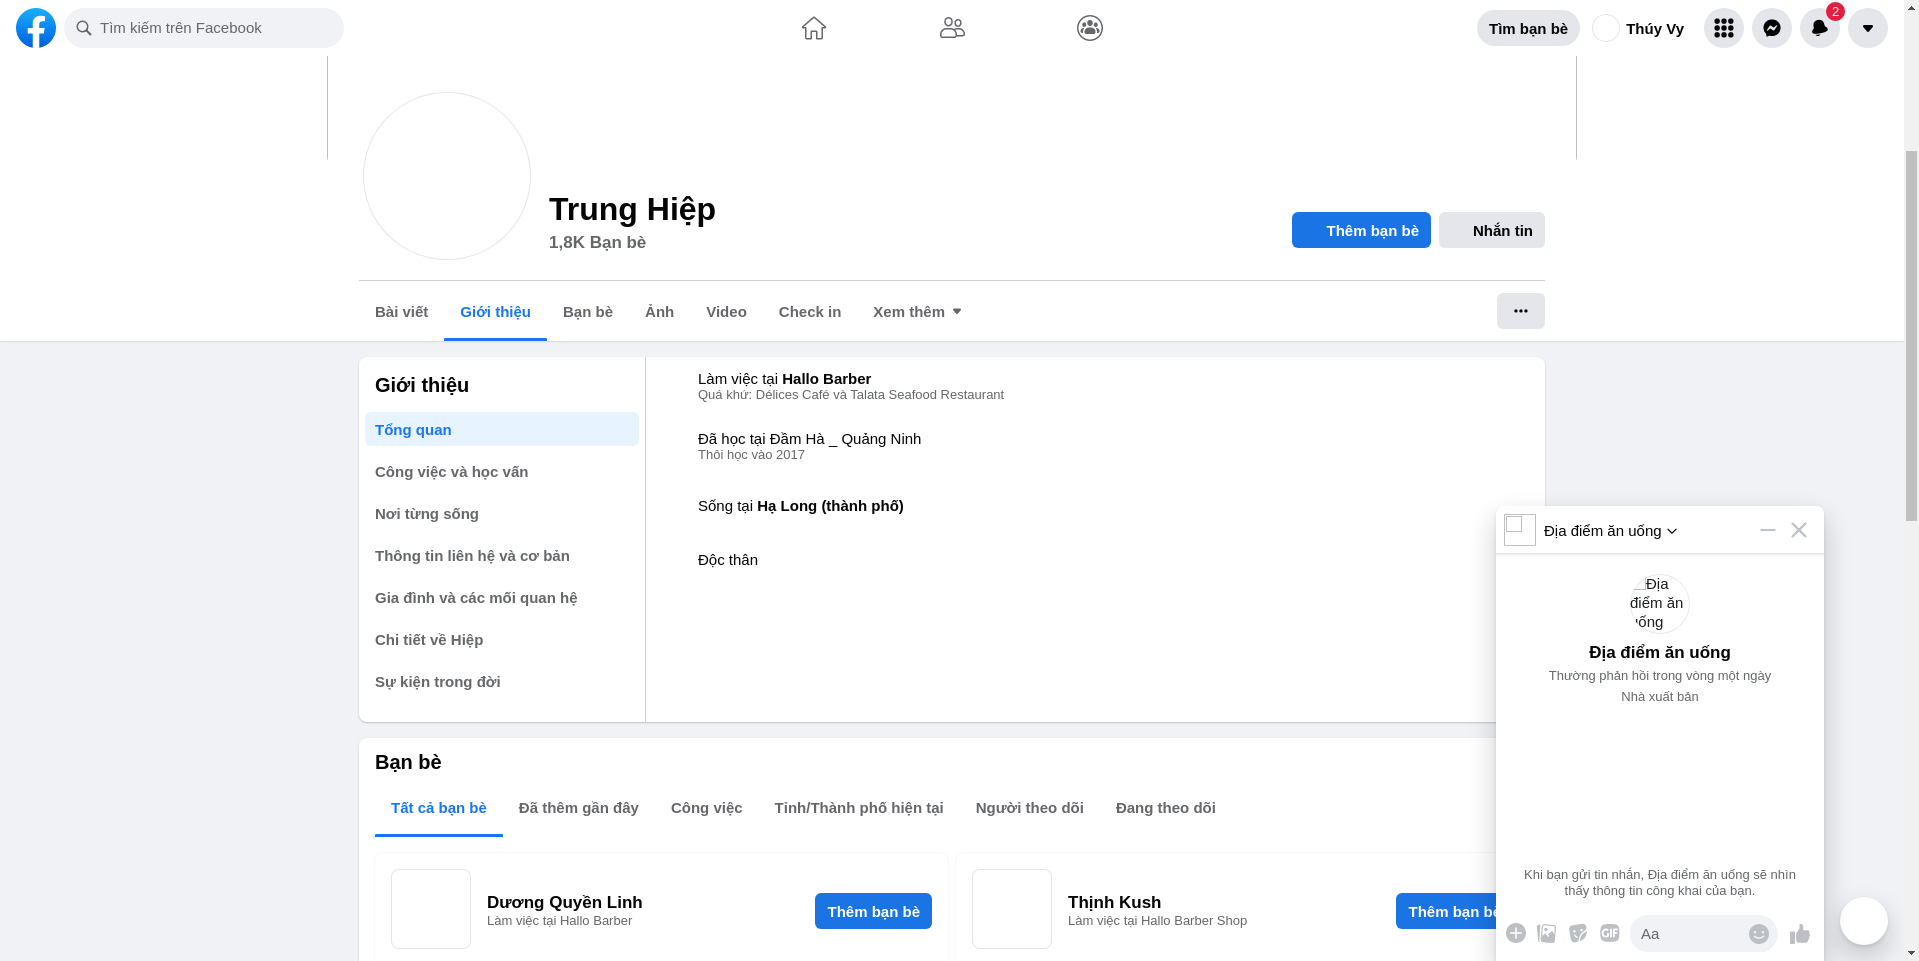 Tìm kiếm trên Facebook
Tìm bạn bè
Thúy Vy
2
Trung Hiệp
1,8K Bạn bè
Thêm bạn bè
Nhắn tin
Bài viết
Giới thiệu
Bạn bè
Ảnh
Video
Check in
Xem thêm
Giới thiệu
Tổng quan
Công việc và học vấn
Nơi từng sống
Thông tin liên hệ và cơ bản
Gia đình và các mối quan hệ
Chi tiết về Hiệp
Sự kiện trong đời
Làm việc tại Hallo Barber
Quá khứ: Délices Café và Talata Seafood Restaurant
Đã học tại Đầm Hà _ Quảng Ninh
Thôi học vào 2017
Sống tại Hạ Long (thành phố)
Độc thân
Bạn bè
Tất cả bạn bè
Đã thêm gần đây
Công việc
Tỉnh/Thành phố hiện tại
Người theo dõi
Đang theo dõi
Dương Quyền Linh
Làm việc tại Hallo Barber
Thêm bạn bè
Thịnh Kush
Làm việc tại Hallo Barber Shop
Thêm bạn bè
Địa điểm ăn uống
Địa
điểm ăn
uống
Địa điểm ăn uống
Thường phản hồi trong vòng một ngày
Nhà xuất bản
Khi bạn gửi tin nhắn, Địa điểm ăn uống sẽ nhìn
thấy thông tin công khai của bạn.
GIF
Aa